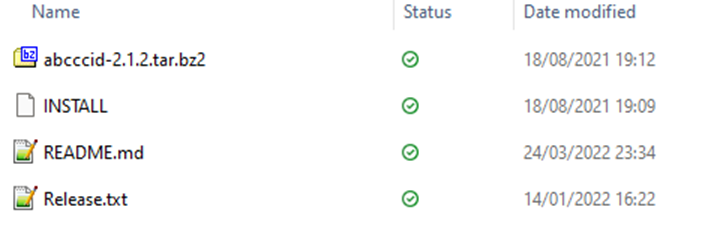 Name Status Date modified
abcccid-2.1.2.tar.bz2 18/08/2021 19:12
INSTALL 18/08/2021 19:09
README.md 24/03/2022 23:34
Release.txt 14/01/2022 16:22